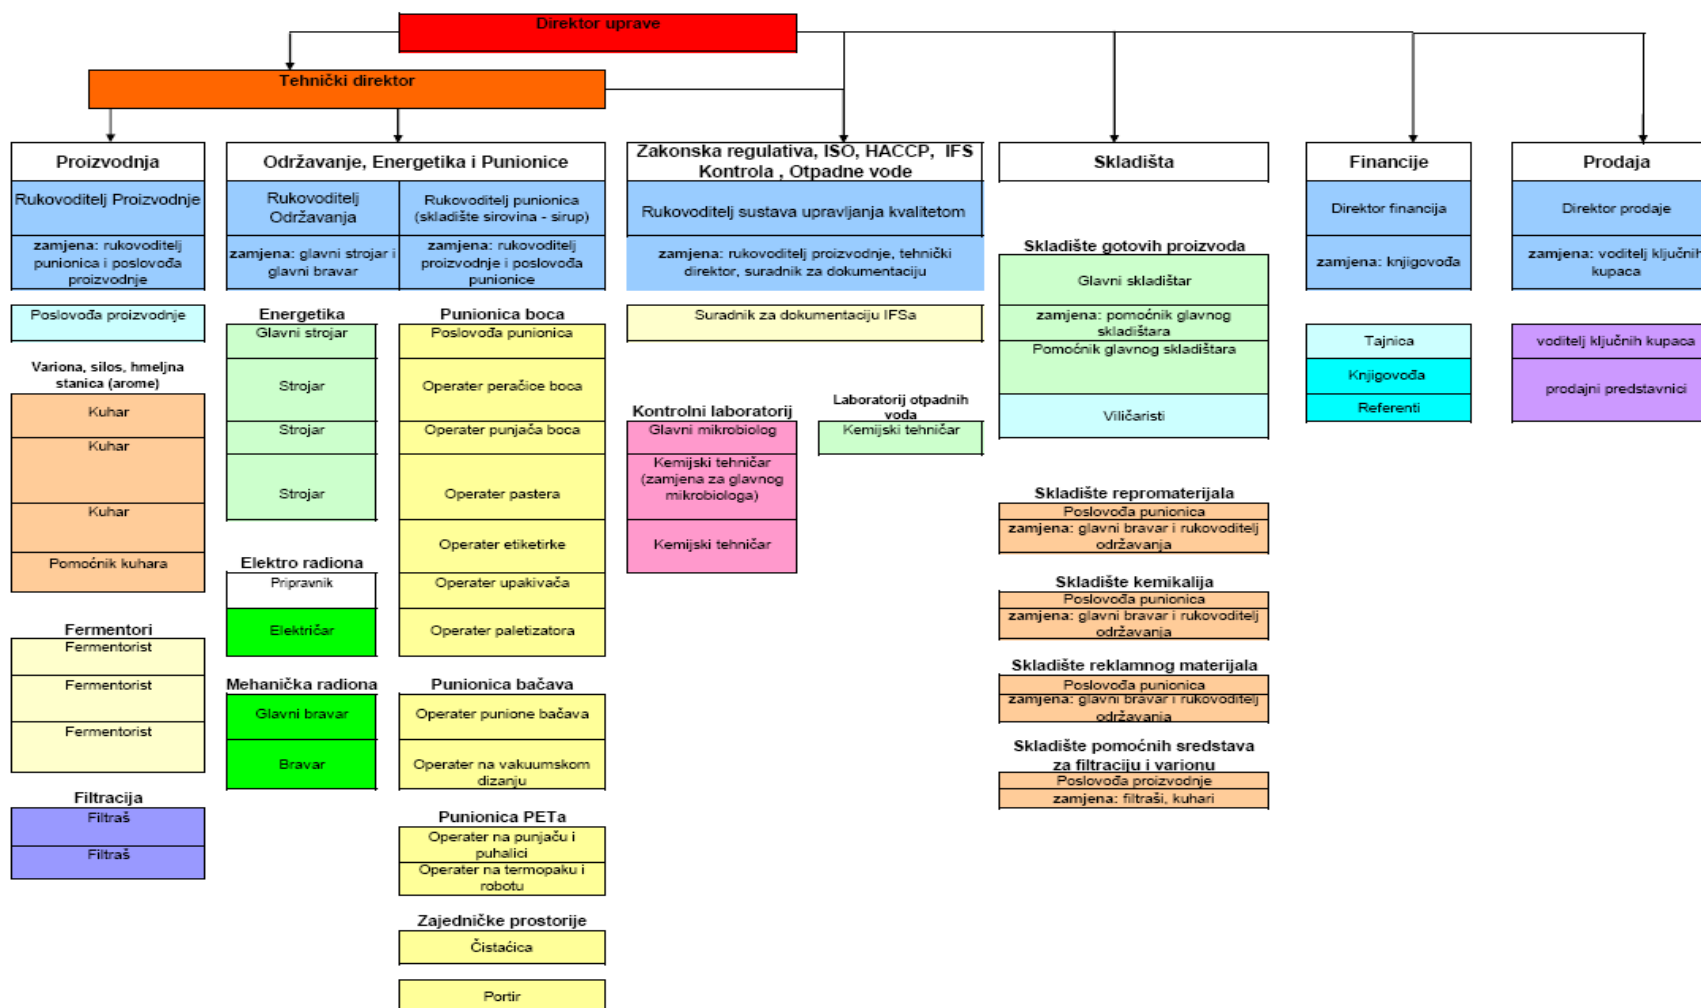 Direktor uprave
Tehnički direktor
Proizvodnja
Rukovoditelj Proizvodnje
zamjena: rukovoditelj
punionica i poslovođa
proizvodnje
Poslovođa proizvodnje
Variona, silos, hmeljna
stanica (arome)
Kuhar
Kuhar
Kuhar
Pomoćnik kuhara
Fermentori
Fermentorist
Fermentorist
Fermentorist
Filtracija
Filtraš
Filtraš
Održavanje, Energetika i Punionice
Rukovoditelj
Održavanja
zamjena: glavni strojar i
glavni bravar
Energetika
Glavni strojar
Strojar
Strojar
Strojar
Elektro radiona
Pripravnik
Električar
Mehanička radiona
Glavni bravar
Bravar
Rukovoditelj punionica
(skladište sirovina - sirup)
zamjena: rukovoditelj
proizvodnje i poslovođa
punionice
Punionica boca
Poslovođa punionica
Operater peračice boca
Operater punjača boca
Operater pastera
Operater etiketirke
Operater upakivača
Operater paletizatora
Punionica bačava
Operater punione bačava
Operater na vakuumskom
dizanju
Punionica PETa
Operater na punjaču i
puhalici
Operater na termopaku i
robotu
Zajedničke prostorije
Čistaćica
Portir
Zakonska regulativa, ISO, HACCP, IFS
Kontrola , Otpadne vode
Rukovoditelj sustava upravljanja kvalitetom
zamjena: rukovoditelj proizvodnje, tehnički
direktor, suradnik za dokumentaciju
Suradnik za dokumentaciju IFSa
Kontrolni laboratorij
Glavni mikrobiolog
Kemijski tehničar
(zamjena za glavnog
mikrobiologa)
Kemijski tehničar
Laboratorij otpadnih
voda
Kemijski tehničar
Skladišta
Skladište gotovih proizvoda
Glavni skladištar
zamjena: pomoćnik glavnog
skladištara
Pomoćnik glavnog skladištara
Viličaristi
Skladište repromaterijala
Poslovođa punionica
zamjena: glavni bravar i rukovoditelj
održavanja
Skladište kemikalija
Poslovođa punionica
zamjena: glavni bravar i rukovoditelj
održavanja
Skladište reklamnog materijala
Poslovođa punionica
zamjena: glavni bravar i rukovoditelj
održavanja
Skladište pomoćnih sredstava
za filtraciju i varionu
Poslovođa proizvodnje
zamjena: filtraši, kuhari
Financije
Direktor financija
zamjena: knjigovođa
Tajnica
Knjigovođa
Referenti
Prodaja
Direktor prodaje
zamjena: voditelj ključnih
kupaca
voditelj ključnih kupaca
prodajni predstavnici